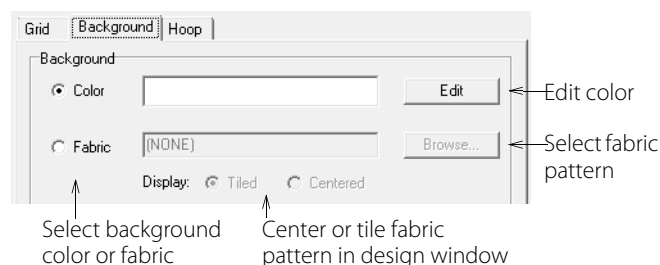 Grid Background Hoop
Background
Color Edit
Edit color
Fabric (NONE) Browse...
Select fabric
pattern
Display: Tiled Centered
Select background
color or fabric
Center or tile fabric
pattern in design window